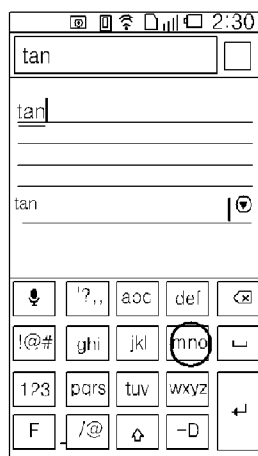 2:30
tan
tan
tan
'?,, abc def
!@# ghi jkl mno
123 pqrs tuv wxyz
F /@ -D